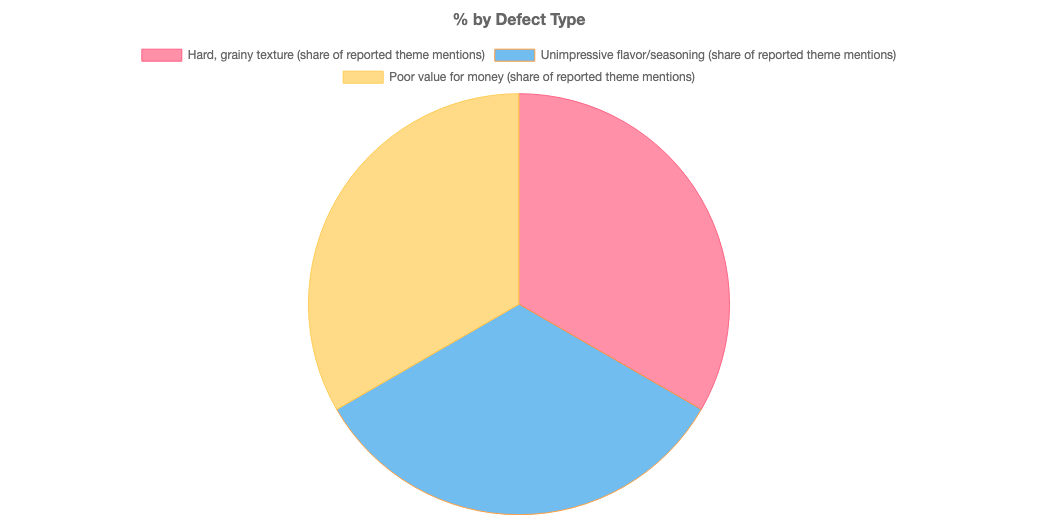 % by Defect Type
Hard, grainy texture (share of reported theme mentions) Unimpressive flavor/seasoning (share of reported theme mentions)
Poor value for money (share of reported theme mentions)